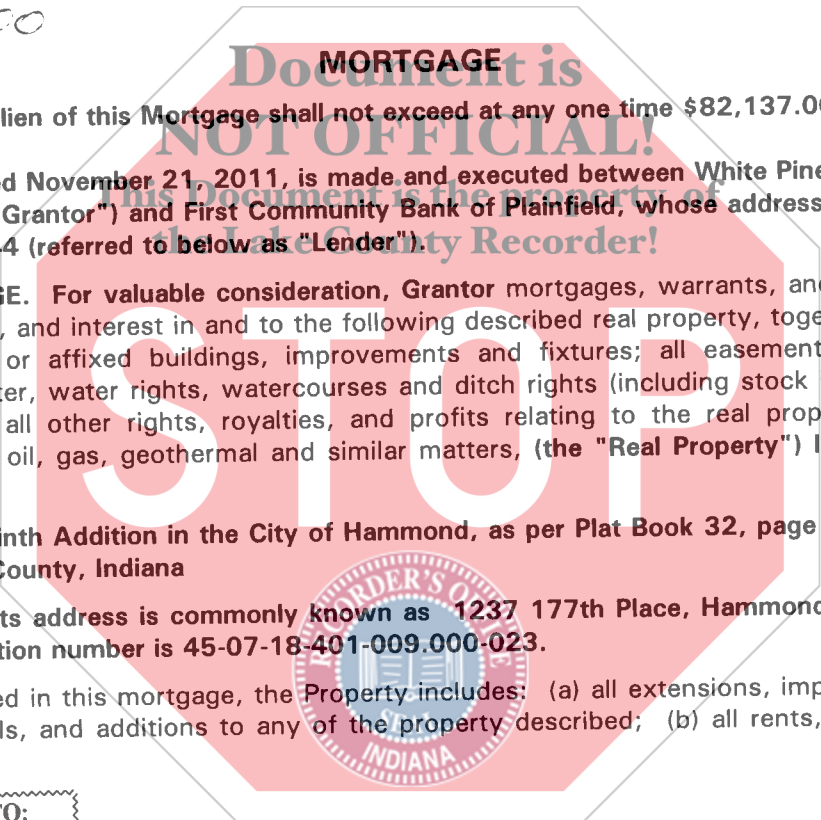 MORTGAGE
Document is
lien of this Mortgage shall not exceed at any one time $82,137.0
NOT OFFICIAL!
d November 21, 2011, is made and executed between White Pine
This Document is the property of
Grantor") and First Community Bank of Plainfield, whose address
the Lake County Recorder!
4 (referred to below as "Lender").
GE. For valuable consideration, Grantor mortgages, warrants, an
, and interest in and to the following described real property, toge
or affixed buildings, improvements and fixtures; all easement
ter, water rights, watercourses and ditch rights (including stock
all other rights, royalties, and profits relating to the real prop
oil, gas, geothermal and similar matters, (the "Real Property") l
STOP
inth Addition in the City of Hammond, as per Plat Book 32, page
County, Indiana
ts address is commonly known as 1237 177th Place, Hammond
tion number is 45-07-18-401-009.000-023.
RECORDER'S OFFICE
ed in this mortgage, the Property includes: (a) all extensions, imp
ls, and additions to any of the property described; (b) all rents,
SEAL
INDIANA
TO: